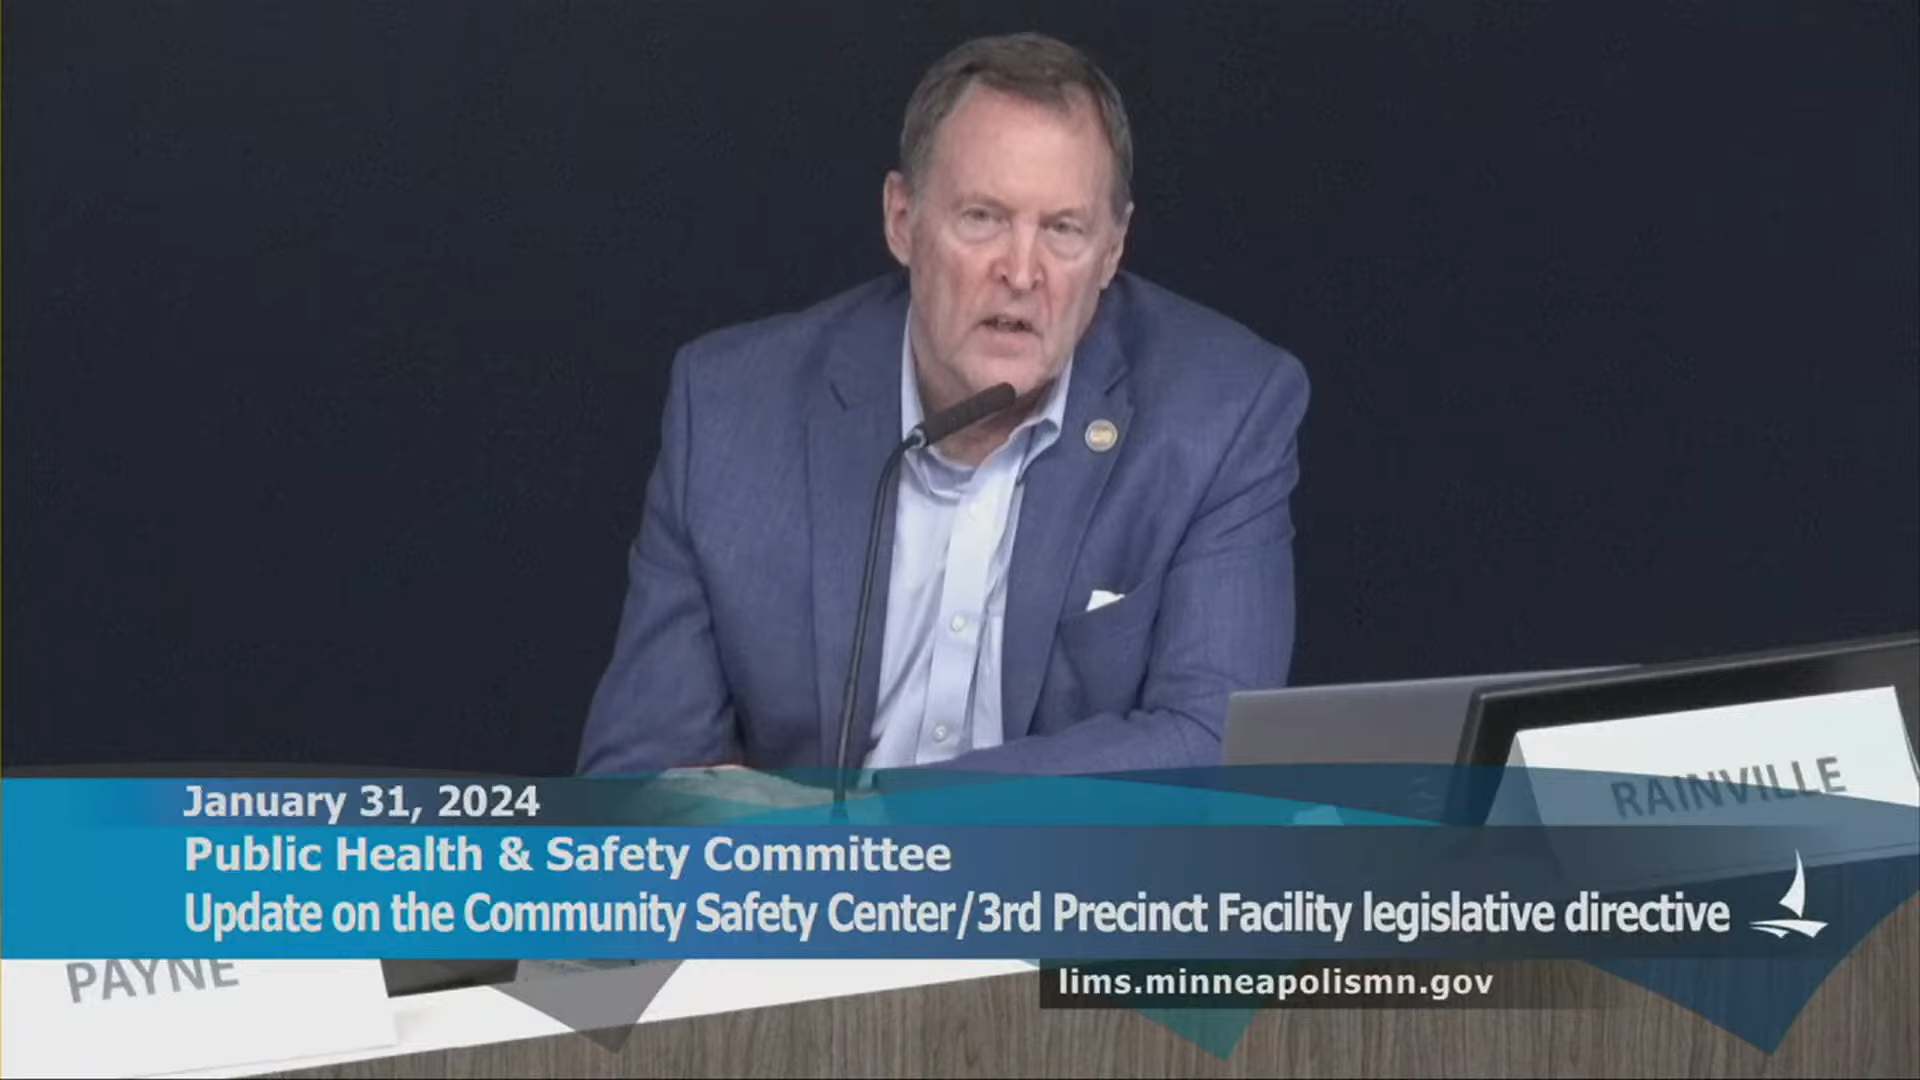 RAINVILLE
January 31, 2024
Public Health & Safety Committee
Update on the Community Safety Center/3rd Precinct Facility legislative directive
PAYNE
lims.minneapolismn.gov